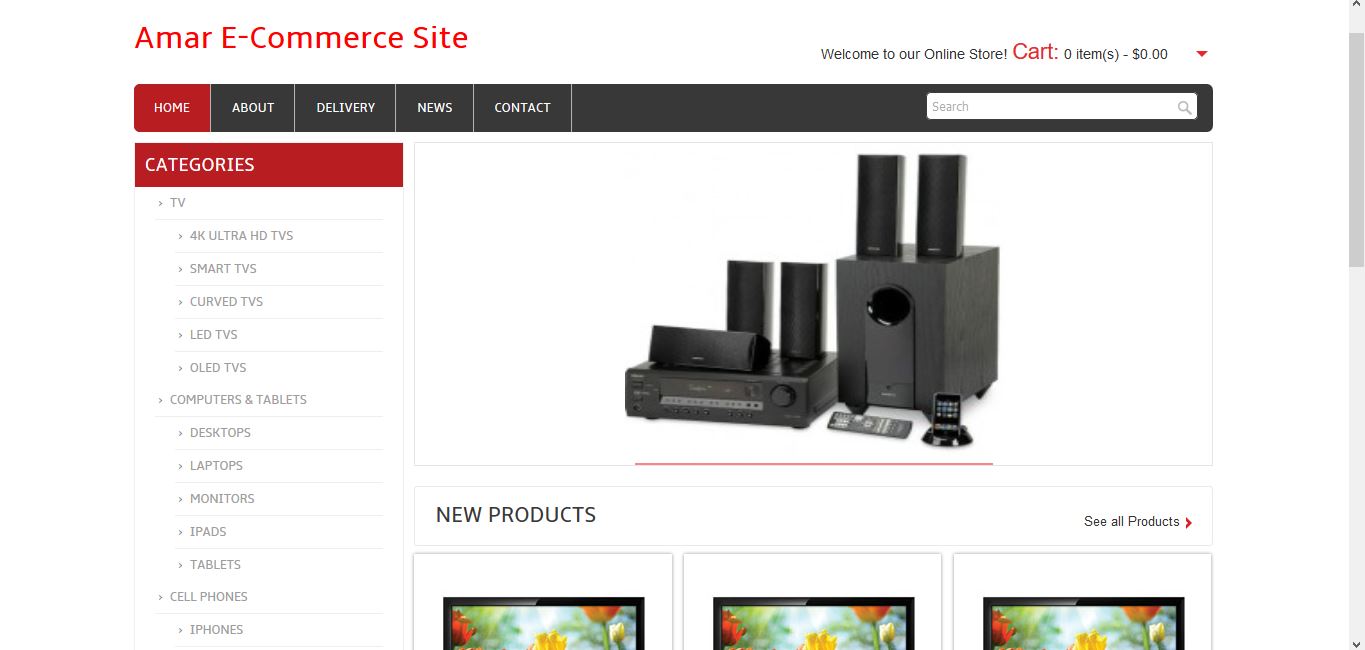 Amar E-Commerce Site
Welcome to our Online Store! Cart: 0 item(s) - $0.00
HOME ABOUT DELIVERY NEWS CONTACT Search
CATEGORIES
TV
4K ULTRA HD TVS
SMART TVS
CURVED TVS
LED TVS
OLED TVS
COMPUTERS & TABLETS
DESKTOPS
LAPTOPS
MONITORS
IPADS
TABLETS
CELL PHONES
IPHONES
NEW PRODUCTS
See all Products